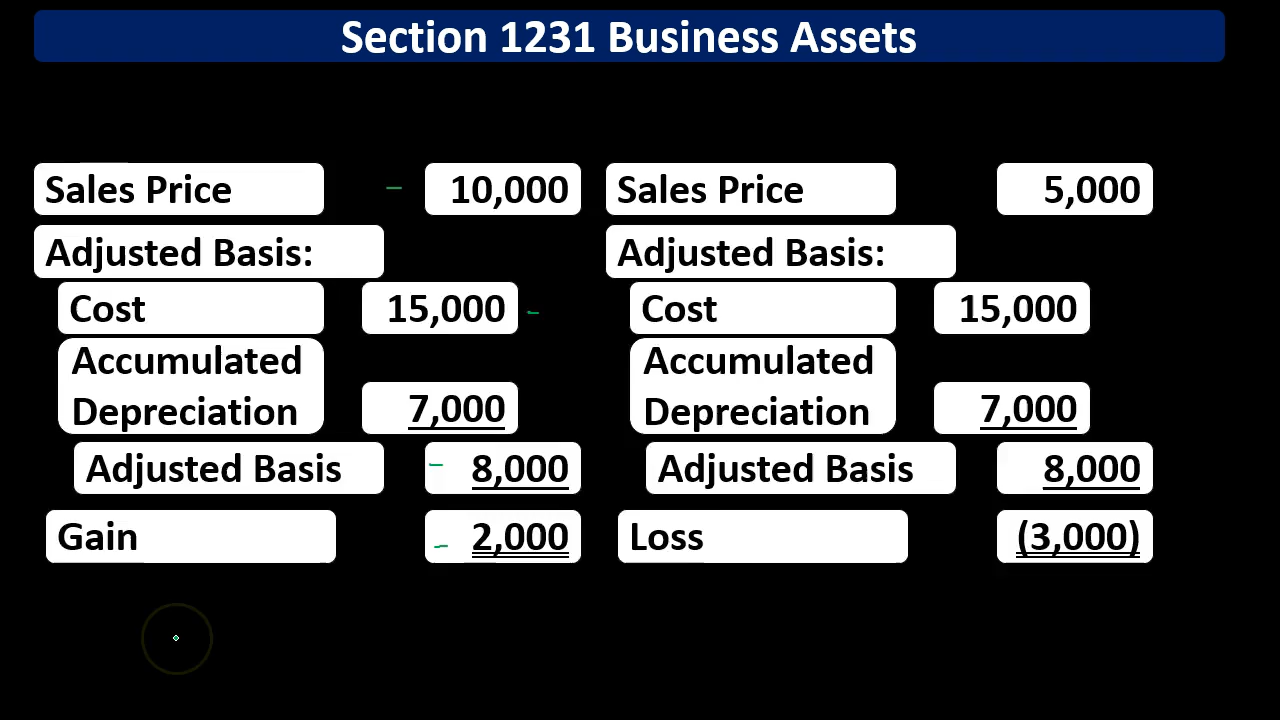 Section 1231 Business Assets
Sales Price 10,000
Adjusted Basis:
Cost 15,000
Accumulated
Depreciation 7,000
Adjusted Basis 8,000
Gain 2,000
Sales Price 5,000
Adjusted Basis:
Cost 15,000
Accumulated
Depreciation 7,000
Adjusted Basis 8,000
Loss (3,000)